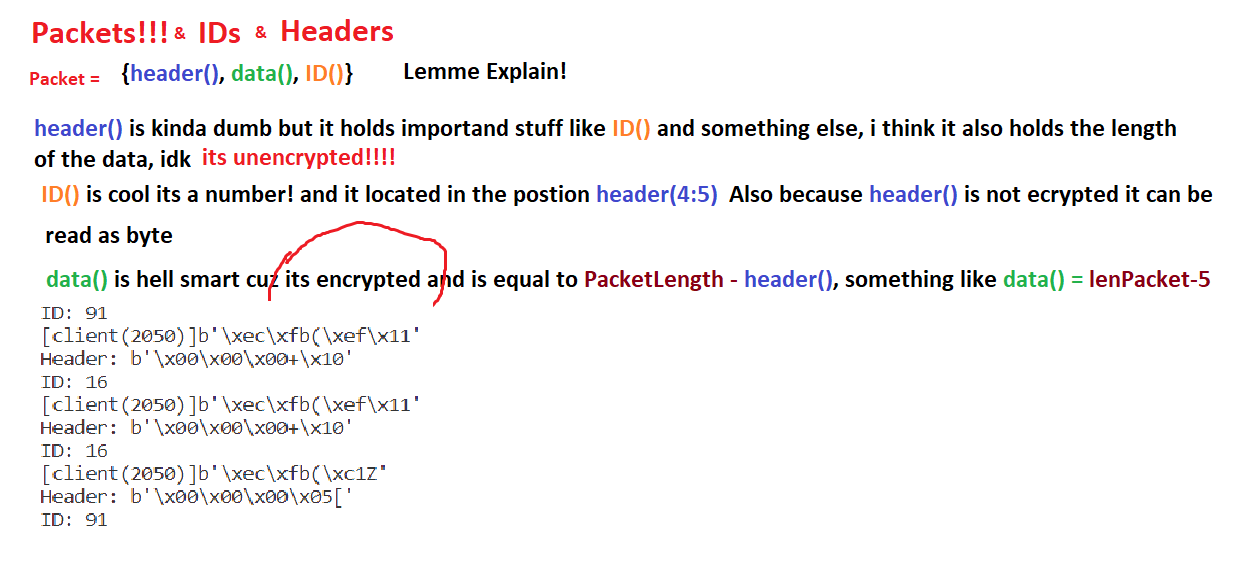 Packets!!! & IDs & Headers
Packet = {header(), data(), ID()} Lemme Explain!
header() is kinda dumb but it holds importand stuff like ID() and something else, i think it also holds the length
of the data, idk its unencrypted!!!!
ID() is cool its a number! and it located in the postion header(4:5) Also because header() is not ecrypted it can be
read as byte
data() is hell smart cuz its encrypted and is equal to PacketLength - header(), something like data() = lenPacket-5
ID: 91
[client(2050)]b'\xec\xfb(\xef\x11'
Header: b'\x00\x00\x00+\x10'
ID: 16
[client(2050)]b'\xec\xfb(\xef\x11'
Header: b'\x00\x00\x00+\x10'
ID: 16
[client(2050)]b'\xec\xfb(\xc1Z'
Header: b'\x00\x00\x00\x05['
ID: 91